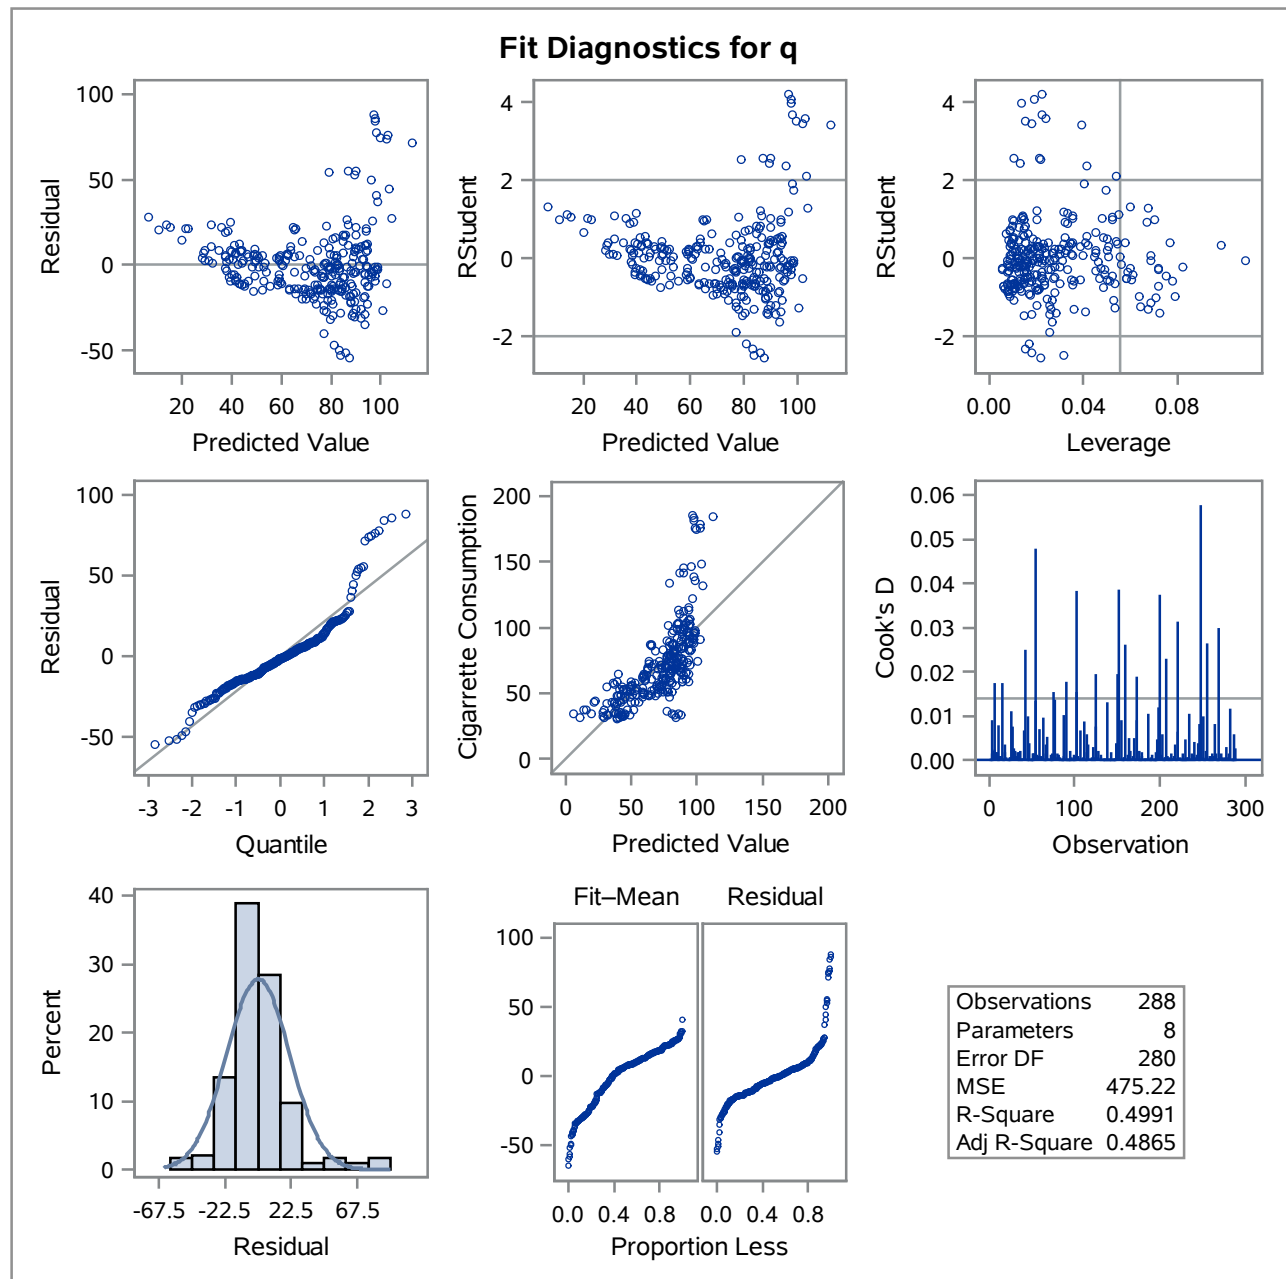 Fit Diagnostics for q
Residual
100
50
0
-50
20 40 60 80 100
Predicted Value
RStudent
4
2
0
-2
20 40 60 80 100
Predicted Value
RStudent
4
2
0
-2
0.00 0.04 0.08
Leverage
Residual
100
50
0
-50
-3 -2 -1 0 1 2 3
Quantile
Cigarrette Consumption
200
150
100
50
0
0 50 100 150 200
Predicted Value
Cook's D
0.06
0.05
0.04
0.03
0.02
0.01
0.00
0 100 200 300
Observation
Percent
40
30
20
10
0
-67.5 -22.5 22.5 67.5
Residual
Fit–Mean Residual
100
50
0
-50
0.0 0.4 0.8 0.0 0.4 0.8
Proportion Less
Observations 288
Parameters 8
Error DF 280
MSE 475.22
R-Square 0.4991
Adj R-Square 0.4865